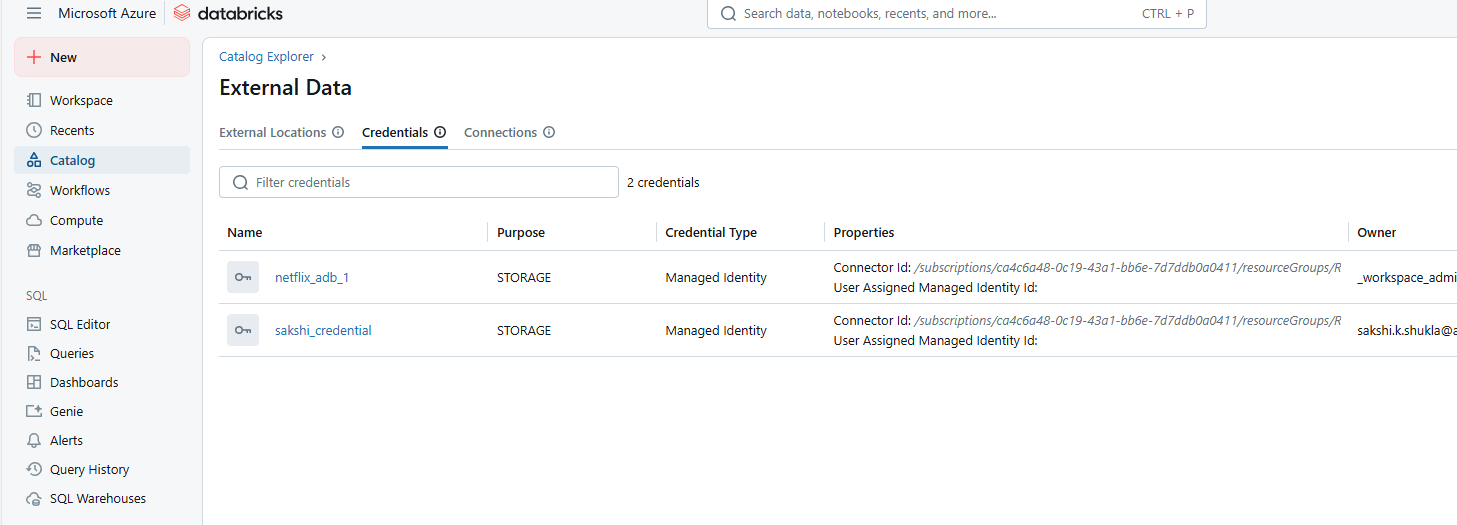 Microsoft Azure databricks Search data, notebooks, recents, and more... CTRL + P
New
Workspace
Recents
Catalog
Workflows
Compute
Marketplace
SQL
SQL Editor
Queries
Dashboards
Genie
Alerts
Query History
SQL Warehouses
Catalog Explorer ›
External Data
External Locations Credentials Connections
Filter credentials 2 credentials
Name Purpose Credential Type Properties Owner
netflix_adb_1 STORAGE Managed Identity Connector Id: /subscriptions/ca4c6a48-0c19-43a1-bb6e-7d7ddb0a0411/resourceGroups/R _workspace_admi
User Assigned Managed Identity Id:
sakshi_credential STORAGE Managed Identity Connector Id: /subscriptions/ca4c6a48-0c19-43a1-bb6e-7d7ddb0a0411/resourceGroups/R sakshi.k.shukla@a
User Assigned Managed Identity Id: